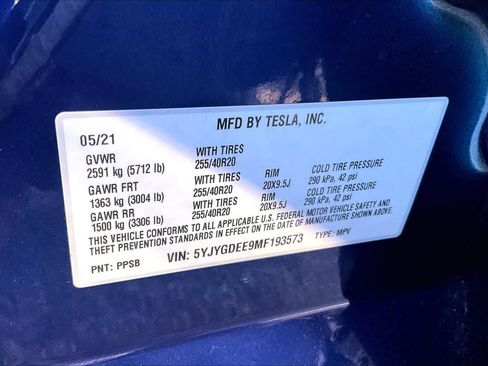 MFD BY TESLA, INC.
05/21
GVWR WITH TIRES
2591 kg (5712 lb) 255/40R20 RIM COLD TIRE PRESSURE
GAWR FRT WITH TIRES 20X9.5J 290 kPa, 42 psi
1363 kg (3004 lb) 255/40R20 RIM COLD TIRE PRESSURE
GAWR RR WITH TIRES 20X9.5J 290 kPa, 42 psi
1500 kg (3306 lb) 255/40R20
THIS VEHICLE CONFORMS TO ALL APPLICABLE U.S. FEDERAL MOTOR VEHICLE SAFETY AND
THEFT PREVENTION STANDARDS IN EFFECT ON THE DATE OF MANUFACTURE SHOWN ABOVE.
VIN: 5YJYGDEE9MF193573 TYPE: MPV
PNT: PPSB